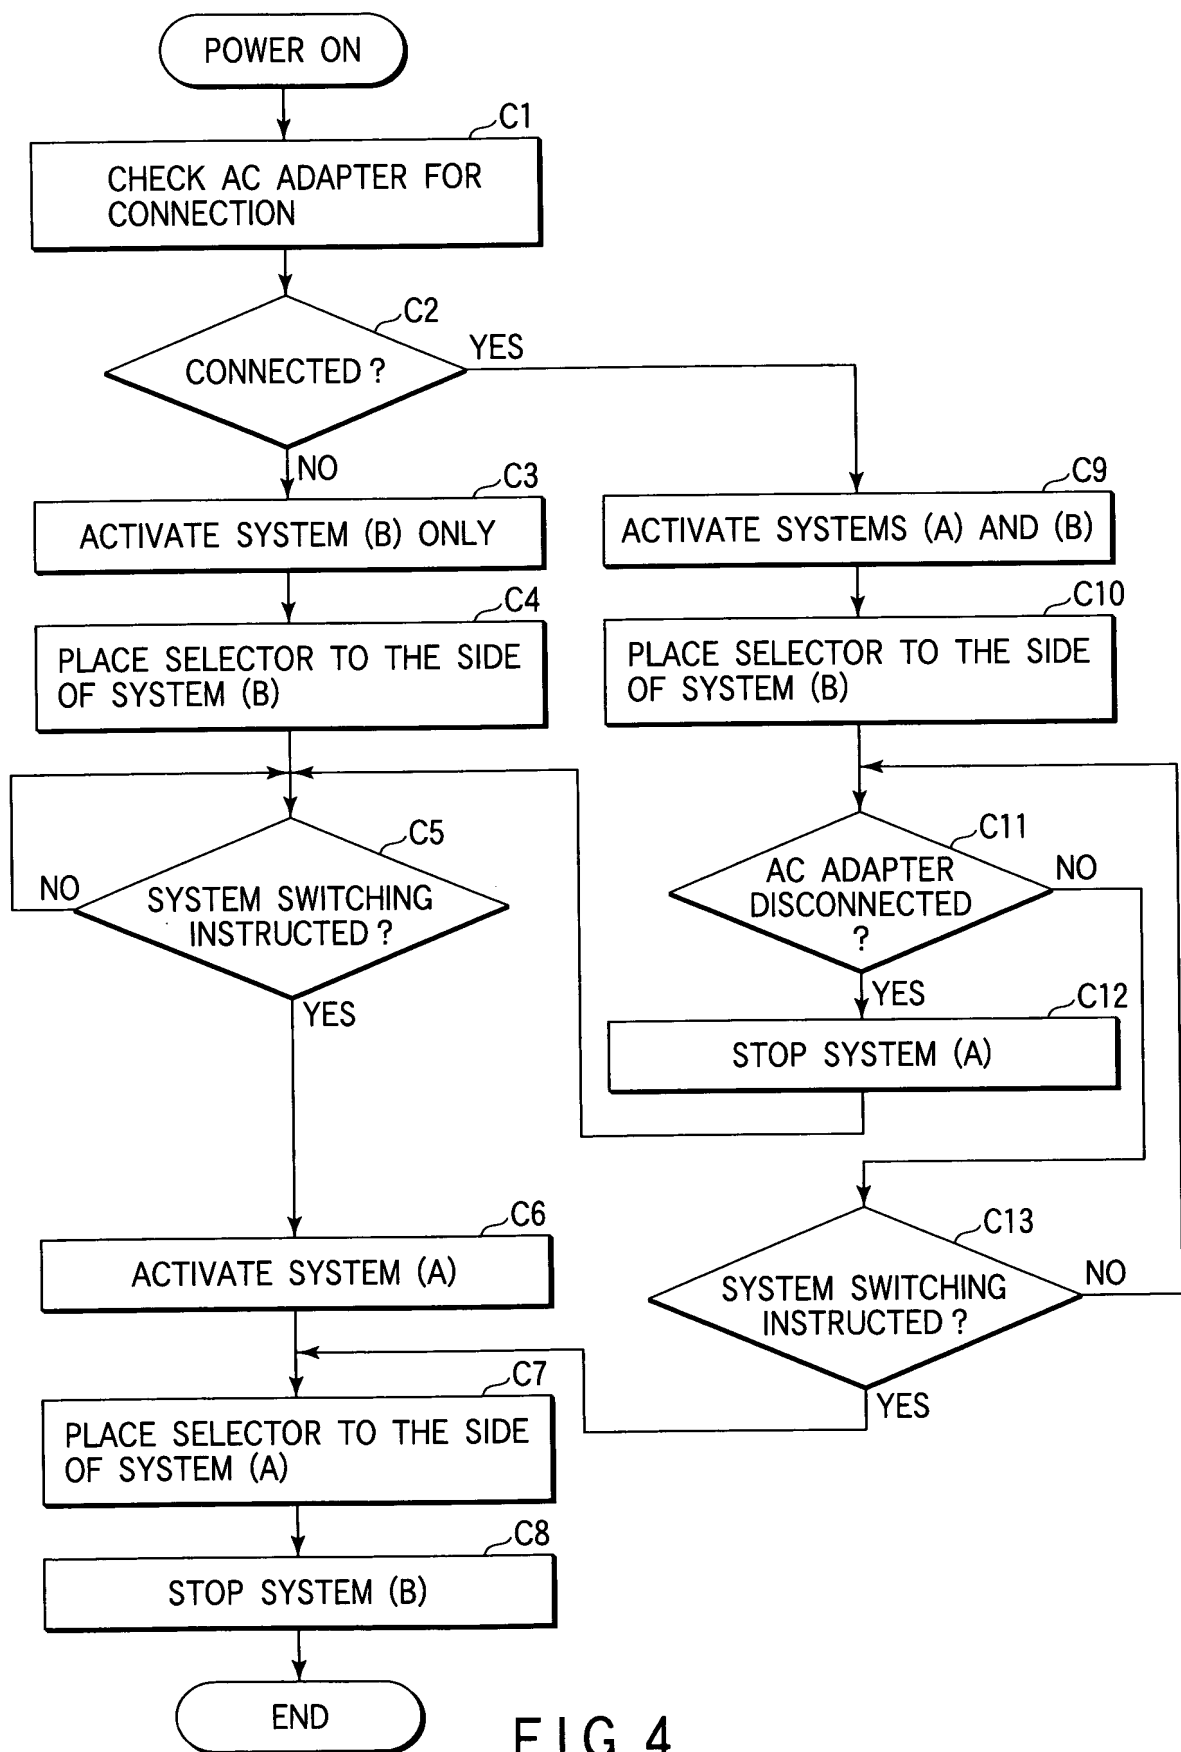 POWER ON
C1
CHECK AC ADAPTER FOR
CONNECTION
C2
CONNECTED ?
YES
NO
C3
ACTIVATE SYSTEM (B) ONLY
C4
PLACE SELECTOR TO THE SIDE
OF SYSTEM (B)
C5
NO
SYSTEM SWITCHING
INSTRUCTED ?
YES
C6
ACTIVATE SYSTEM (A)
C7
PLACE SELECTOR TO THE SIDE
OF SYSTEM (A)
C8
STOP SYSTEM (B)
END
C9
ACTIVATE SYSTEMS (A) AND (B)
C10
PLACE SELECTOR TO THE SIDE
OF SYSTEM (B)
C11
AC ADAPTER
DISCONNECTED
?
NO
YES
C12
STOP SYSTEM (A)
C13
SYSTEM SWITCHING
INSTRUCTED ?
NO
YES
FIG. 4